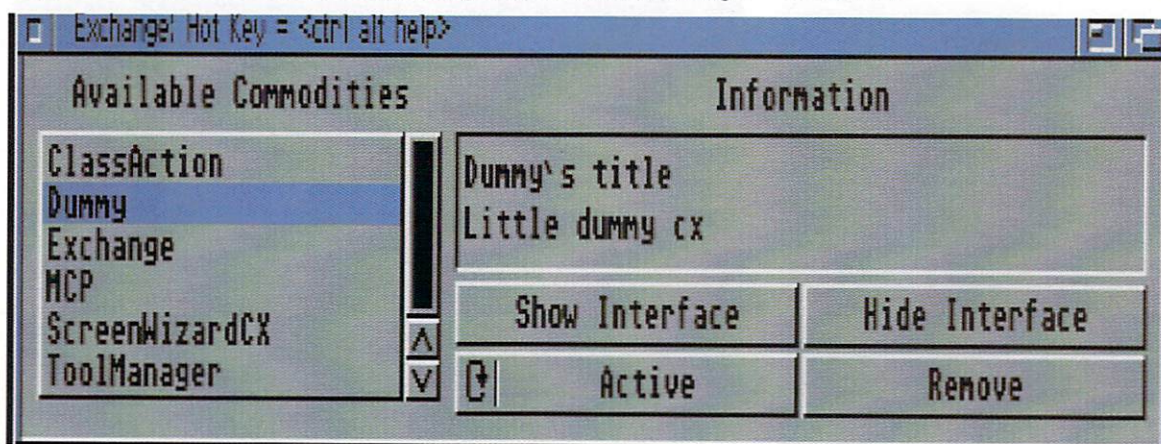 Exchange: Hot Key = <ctrl alt help>
Available Commodities
ClassAction
Dummy
Exchange
MCP
ScreenWizardCX
ToolManager
Information
Dummy`s title
Little dummy cx
Show Interface
Hide Interface
Active
Remove